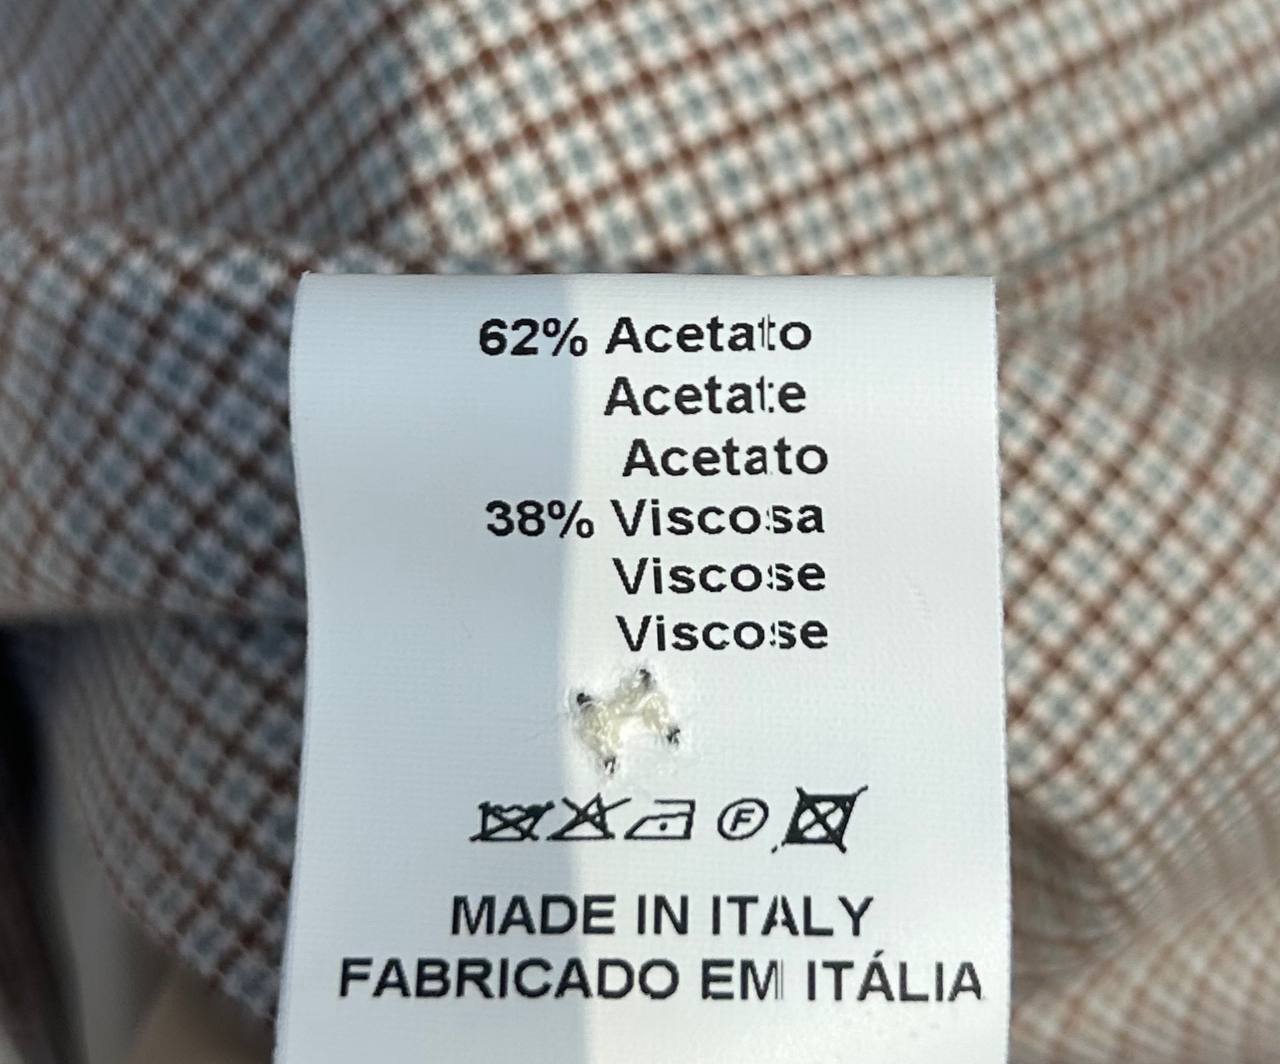 62% Acetato
Acetate
Acetato
38% Viscosa
Viscose
Viscose
F
MADE IN ITALY
FABRICADO EM ITÁLIA